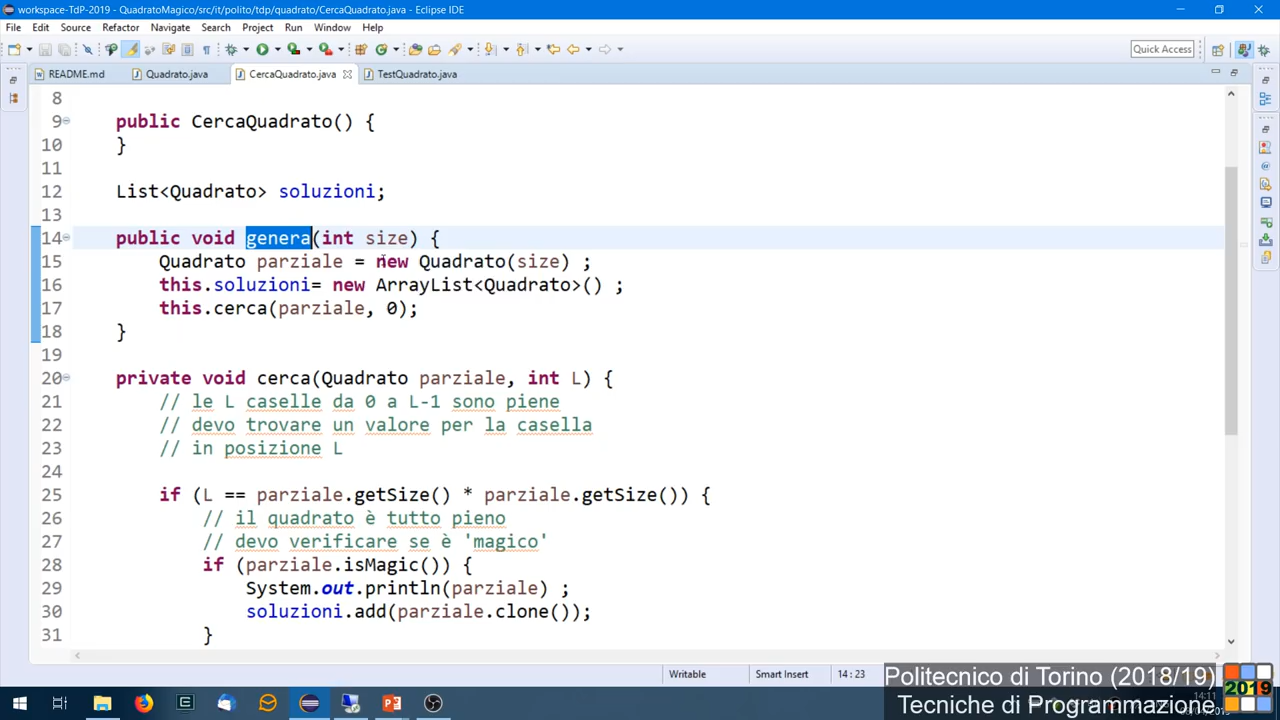 workspace-TdP-2019 - QuadratoMagico/src/it/polito/tdp/quadrato/CercaQuadrato.java - Eclipse IDE
File Edit Source Refactor Navigate Search Project Run Window Help
Quick Access
README.md Quadrato.java CercaQuadrato.java TestQuadrato.java
8
9 public CercaQuadrato() {
10 }
11
12 List<Quadrato> soluzioni;
13
14 public void genera(int size) {
15 Quadrato parziale = new Quadrato(size) ;
16 this.soluzioni= new ArrayList<Quadrato>() ;
17 this.cerca(parziale, 0);
18 }
19
20 private void cerca(Quadrato parziale, int L) {
21 // le L caselle da 0 a L-1 sono piene
22 // devo trovare un valore per la casella
23 // in posizione L
24
25 if (L == parziale.getSize() * parziale.getSize()) {
26 // il quadrato è tutto pieno
27 // devo verificare se è 'magico'
28 if (parziale.isMagic()) {
29 System.out.println(parziale) ;
30 soluzioni.add(parziale.clone());
31 }
Writable Smart Insert 14 : 23
Politecnico di Torino (2018/19)
Tecniche di Programmazione
2019
14:11